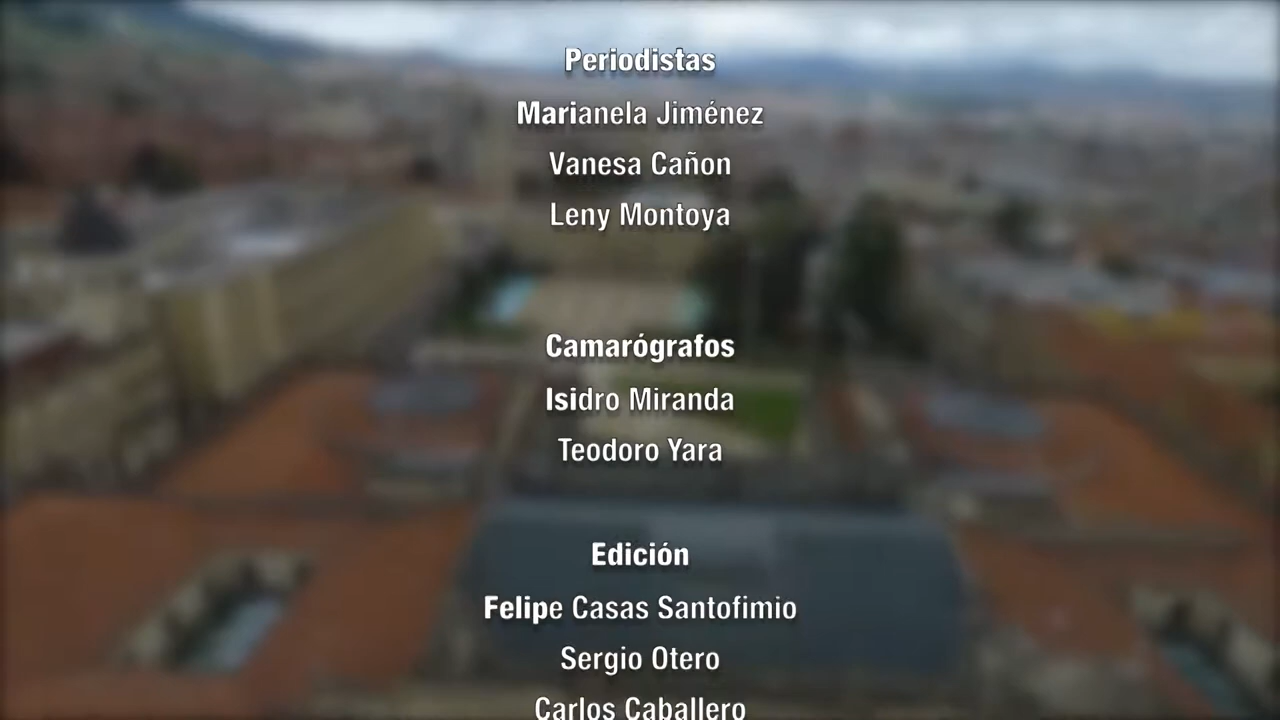 Periodistas
Marianela Jiménez
Vanesa Cañon
Leny Montoya
Camarógrafos
Isidro Miranda
Teodoro Yara
Edición
Felipe Casas Santofimio
Sergio Otero
Carlos Caballero